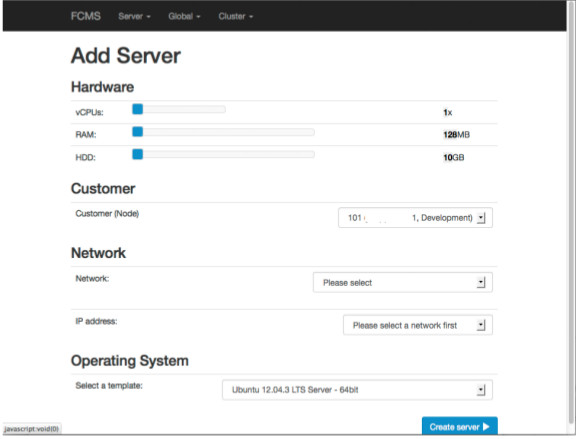 FCMS Server Global Cluster
Add Server
Hardware
vCPUs: 1x
RAM: 128MB
HDD: 10GB
Customer
Customer (Node) 101 1, Development)
Network
Network: Please select
IP address: Please select a network first
Operating System
Select a template: Ubuntu 12.04.3 LTS Server - 64bit
Create server
javascript:void(0)